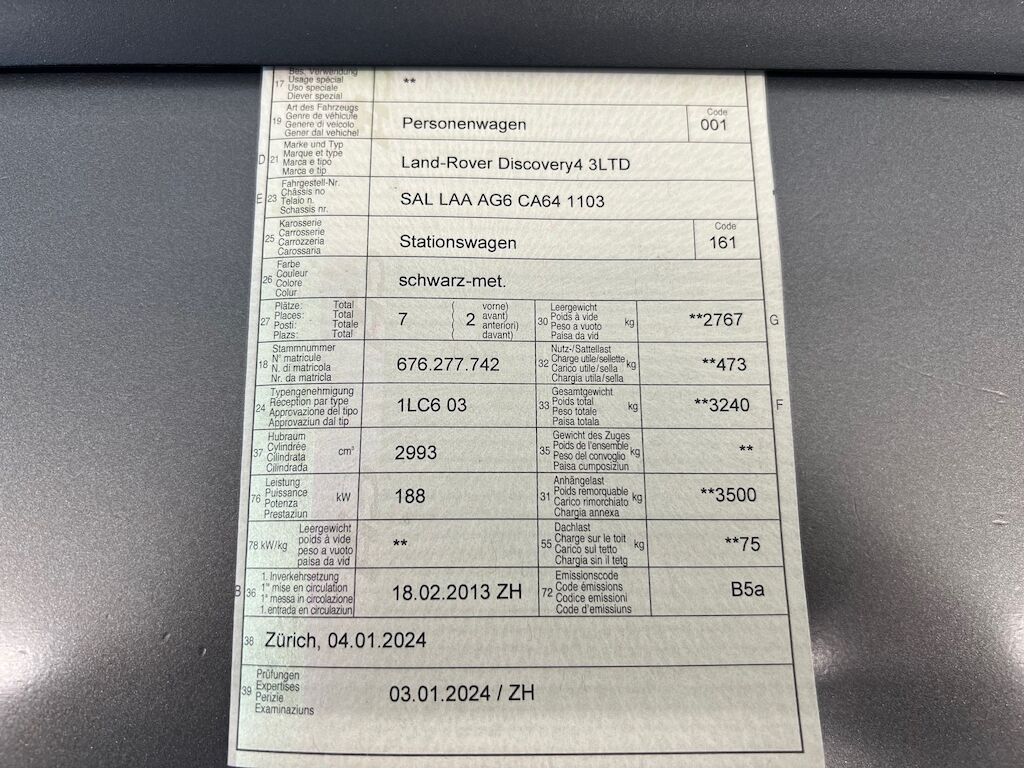 Bes. Verwendung
17 Usage spécial **
Uso speciale
Diever spezial
Art des Fahrzeugs
19 Genre de véhicule Personenwagen Code
Genere di veicolo 001
Gener dal vehichel
Marke und Typ
D 21 Marque et type Land-Rover Discovery4 3LTD
Marca e tipo
Marca e tip
Fahrgestell-Nr.
E 23 Châssis no SAL LAA AG6 CA64 1103
Telaio n.
Schassis nr.
Karosserie
25 Carrosserie Stationswagen Code
Carrozzeria 161
Carossaria
Farbe
26 Couleur schwarz-met.
Colore
Colur
Plätze: Total vorne) Leergewicht
27 Places: Total 7 ( 2 avant) 30 Poids à vide kg **2767 G
Posti: Totale anteriori) Peso a vuoto
Plazs: Total davant) Paisa da vid
Stammnummer Nutz-/Sattellast
18 N° matricule 676.277.742 32 Charge utile/sellette kg **473
N. di matricola Carico utile/sella
Nr. da matricla Chargia utila/sella
Typengenehmigung Gesamtgewicht
24 Réception par type 1LC6 03 33 Poids total kg **3240 F
Approvazione del tipo Peso totale
Approvaziun dal tip Paisa totala
Hubraum Gewicht des Zuges
37 Cylindrée cm³ 2993 35 Poids de l'ensemble kg **
Cilindrata Peso del convoglio
Cilindrada Paisa cumposiziun
Leistung Anhängelast
76 Puissance kW 188 31 Poids remorquable kg **3500
Potenza Carico rimorchiato
Prestaziun Chargia annexa
Leergewicht Dachlast
78 kW/kg poids à vide ** 55 Charge sur le toit kg **75
peso a vuoto Carico sul tetto
paisa da vid Chargia sin il tetg
1. Inverkehrsetzung Emissionscode
B 36 1re mise en circulation 18.02.2013 ZH 72 Code émissions B5a
1a messa in circolazione Codice emissioni
1. entrada en circulaziun Code d'emissiuns
38 Zürich, 04.01.2024
Prüfungen
39 Expertises 03.01.2024 / ZH
Perizie
Examinaziuns